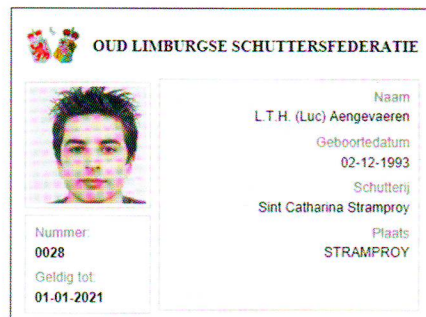 OUD LIMBURGSE SCHUTTERSFEDERATIE
Naam
L.T.H. (Luc) Aengevaeren
Geboortedatum
02-12-1993
Schutterij
Sint Catharina Stramproy
Plaats
STRAMPROY
Nummer:
0028
Geldig tot:
01-01-2021